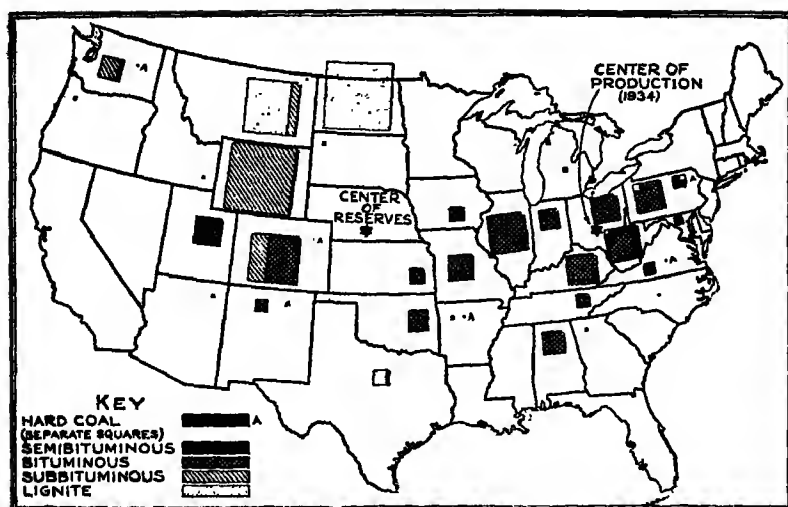 CENTER OF
PRODUCTION
(1934)
A
CENTER
OF
RESERVES
A
A
A
A
A
KEY
HARD COAL A
(SEPARATE SQUARES)
SEMIBITUMINOUS
BITUMINOUS
SUBBITUMINOUS
LIGNITE